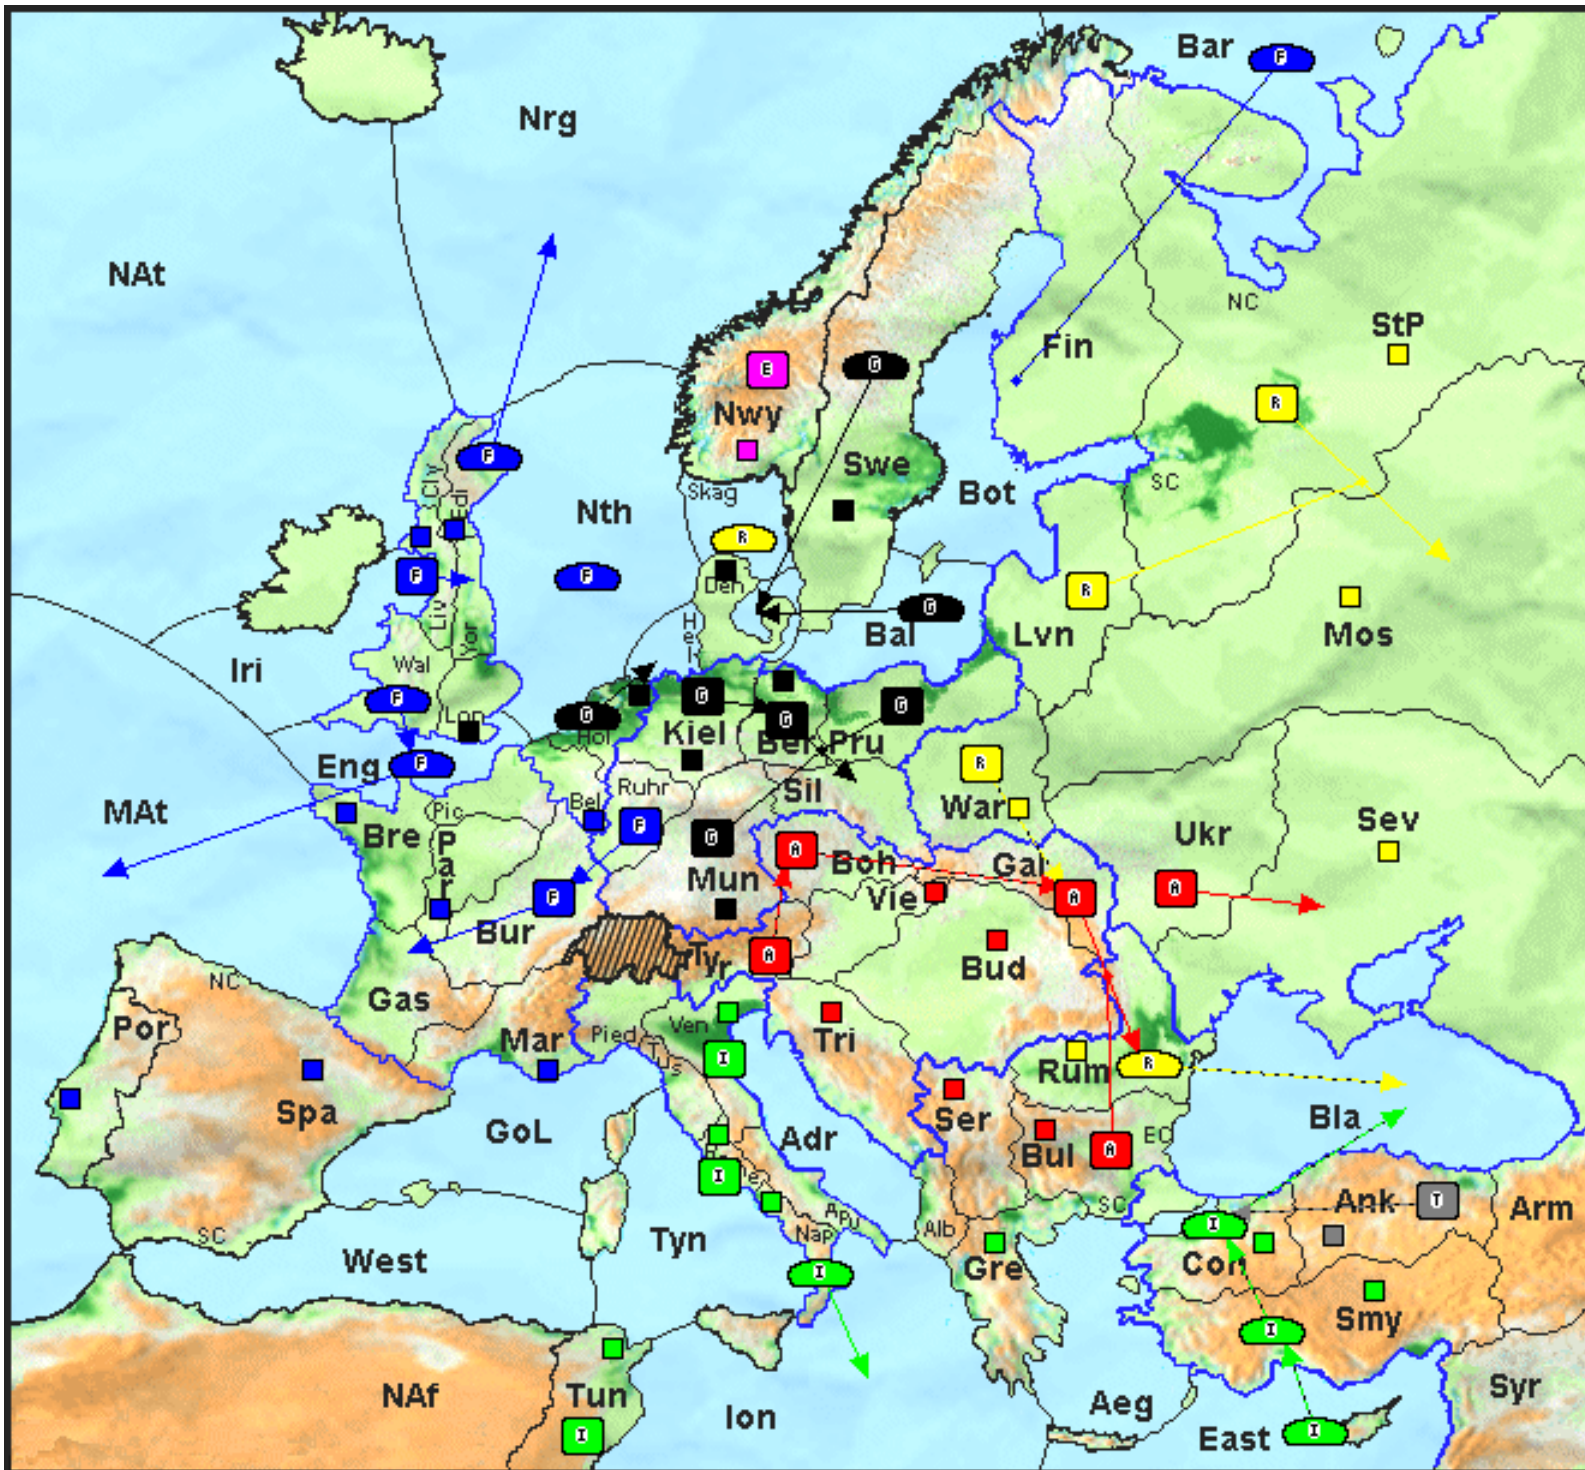 Bar
F
Nrg
NAt
NC
StP
Fin
E
G
R
Nwy
Swe
F
Cly
Edi
Skag
Bot
SC
Nth
R
Den
F
F
R
G
Hel
Liv
Yor
Bal
Lvn
Mos
Iri
Wal
F
Lon
G
Hol
G
Kiel
G
Ber
G
Pru
Eng
F
Ruhr
Sil
R
War
MAt
Bre
Pic
Bel
F
Par
G
Mun
A
Boh
Gal
Ukr
Sev
Vie
A
A
F
Bur
A
Tyr
Bud
NC
Gas
Por
Mar
Pied
Ven
Tus
I
Tri
Rum
R
Spa
GoL
Adr
Ser
Bul
A
EC
Bla
I
SC
SC
West
Tyn
Apu
Nap
Alb
Gre
I
Con
Ank
T
Arm
I
I
Smy
NAf
Tun
I
Ion
Aeg
East
I
Syr